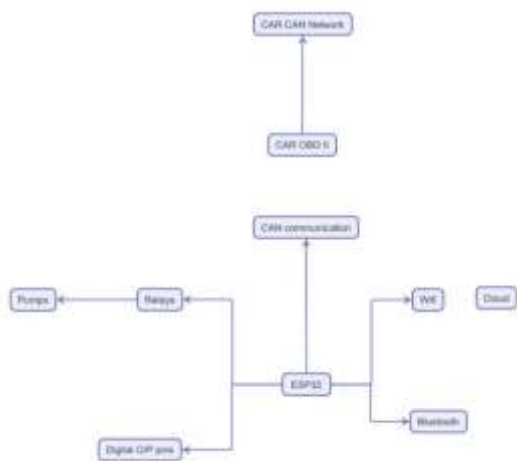 CAR CAN Network
CAR OBD II
CAN communication
Pumps
Relays
Wifi
Cloud
ESP32
Bluetooth
Digital O/P pins